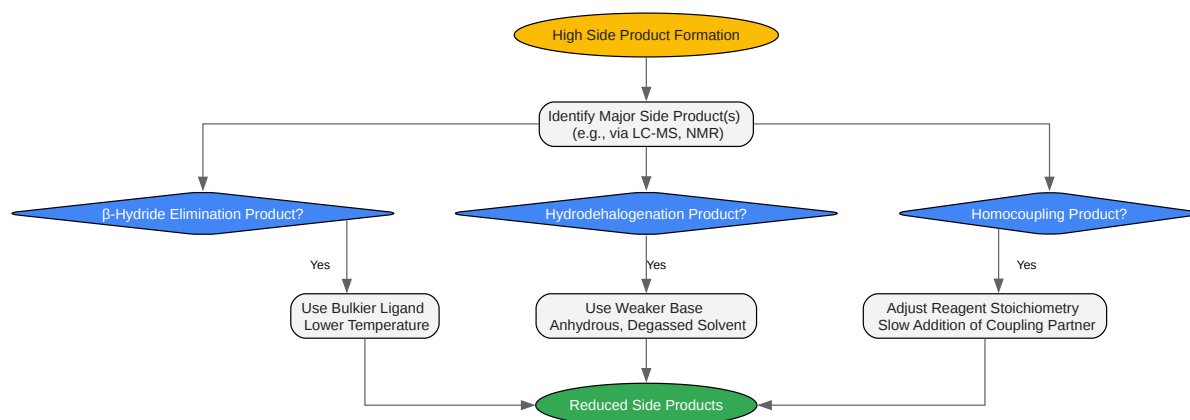 High Side Product Formation
Identify Major Side Product(s)
(e.g., via LC-MS, NMR)
β-Hydride Elimination Product?
Hydrodehalogenation Product?
Homocoupling Product?
Yes
Yes
Yes
Use Bulkier Ligand
Lower Temperature
Use Weaker Base
Anhydrous, Degassed Solvent
Adjust Reagent Stoichiometry
Slow Addition of Coupling Partner
Reduced Side Products